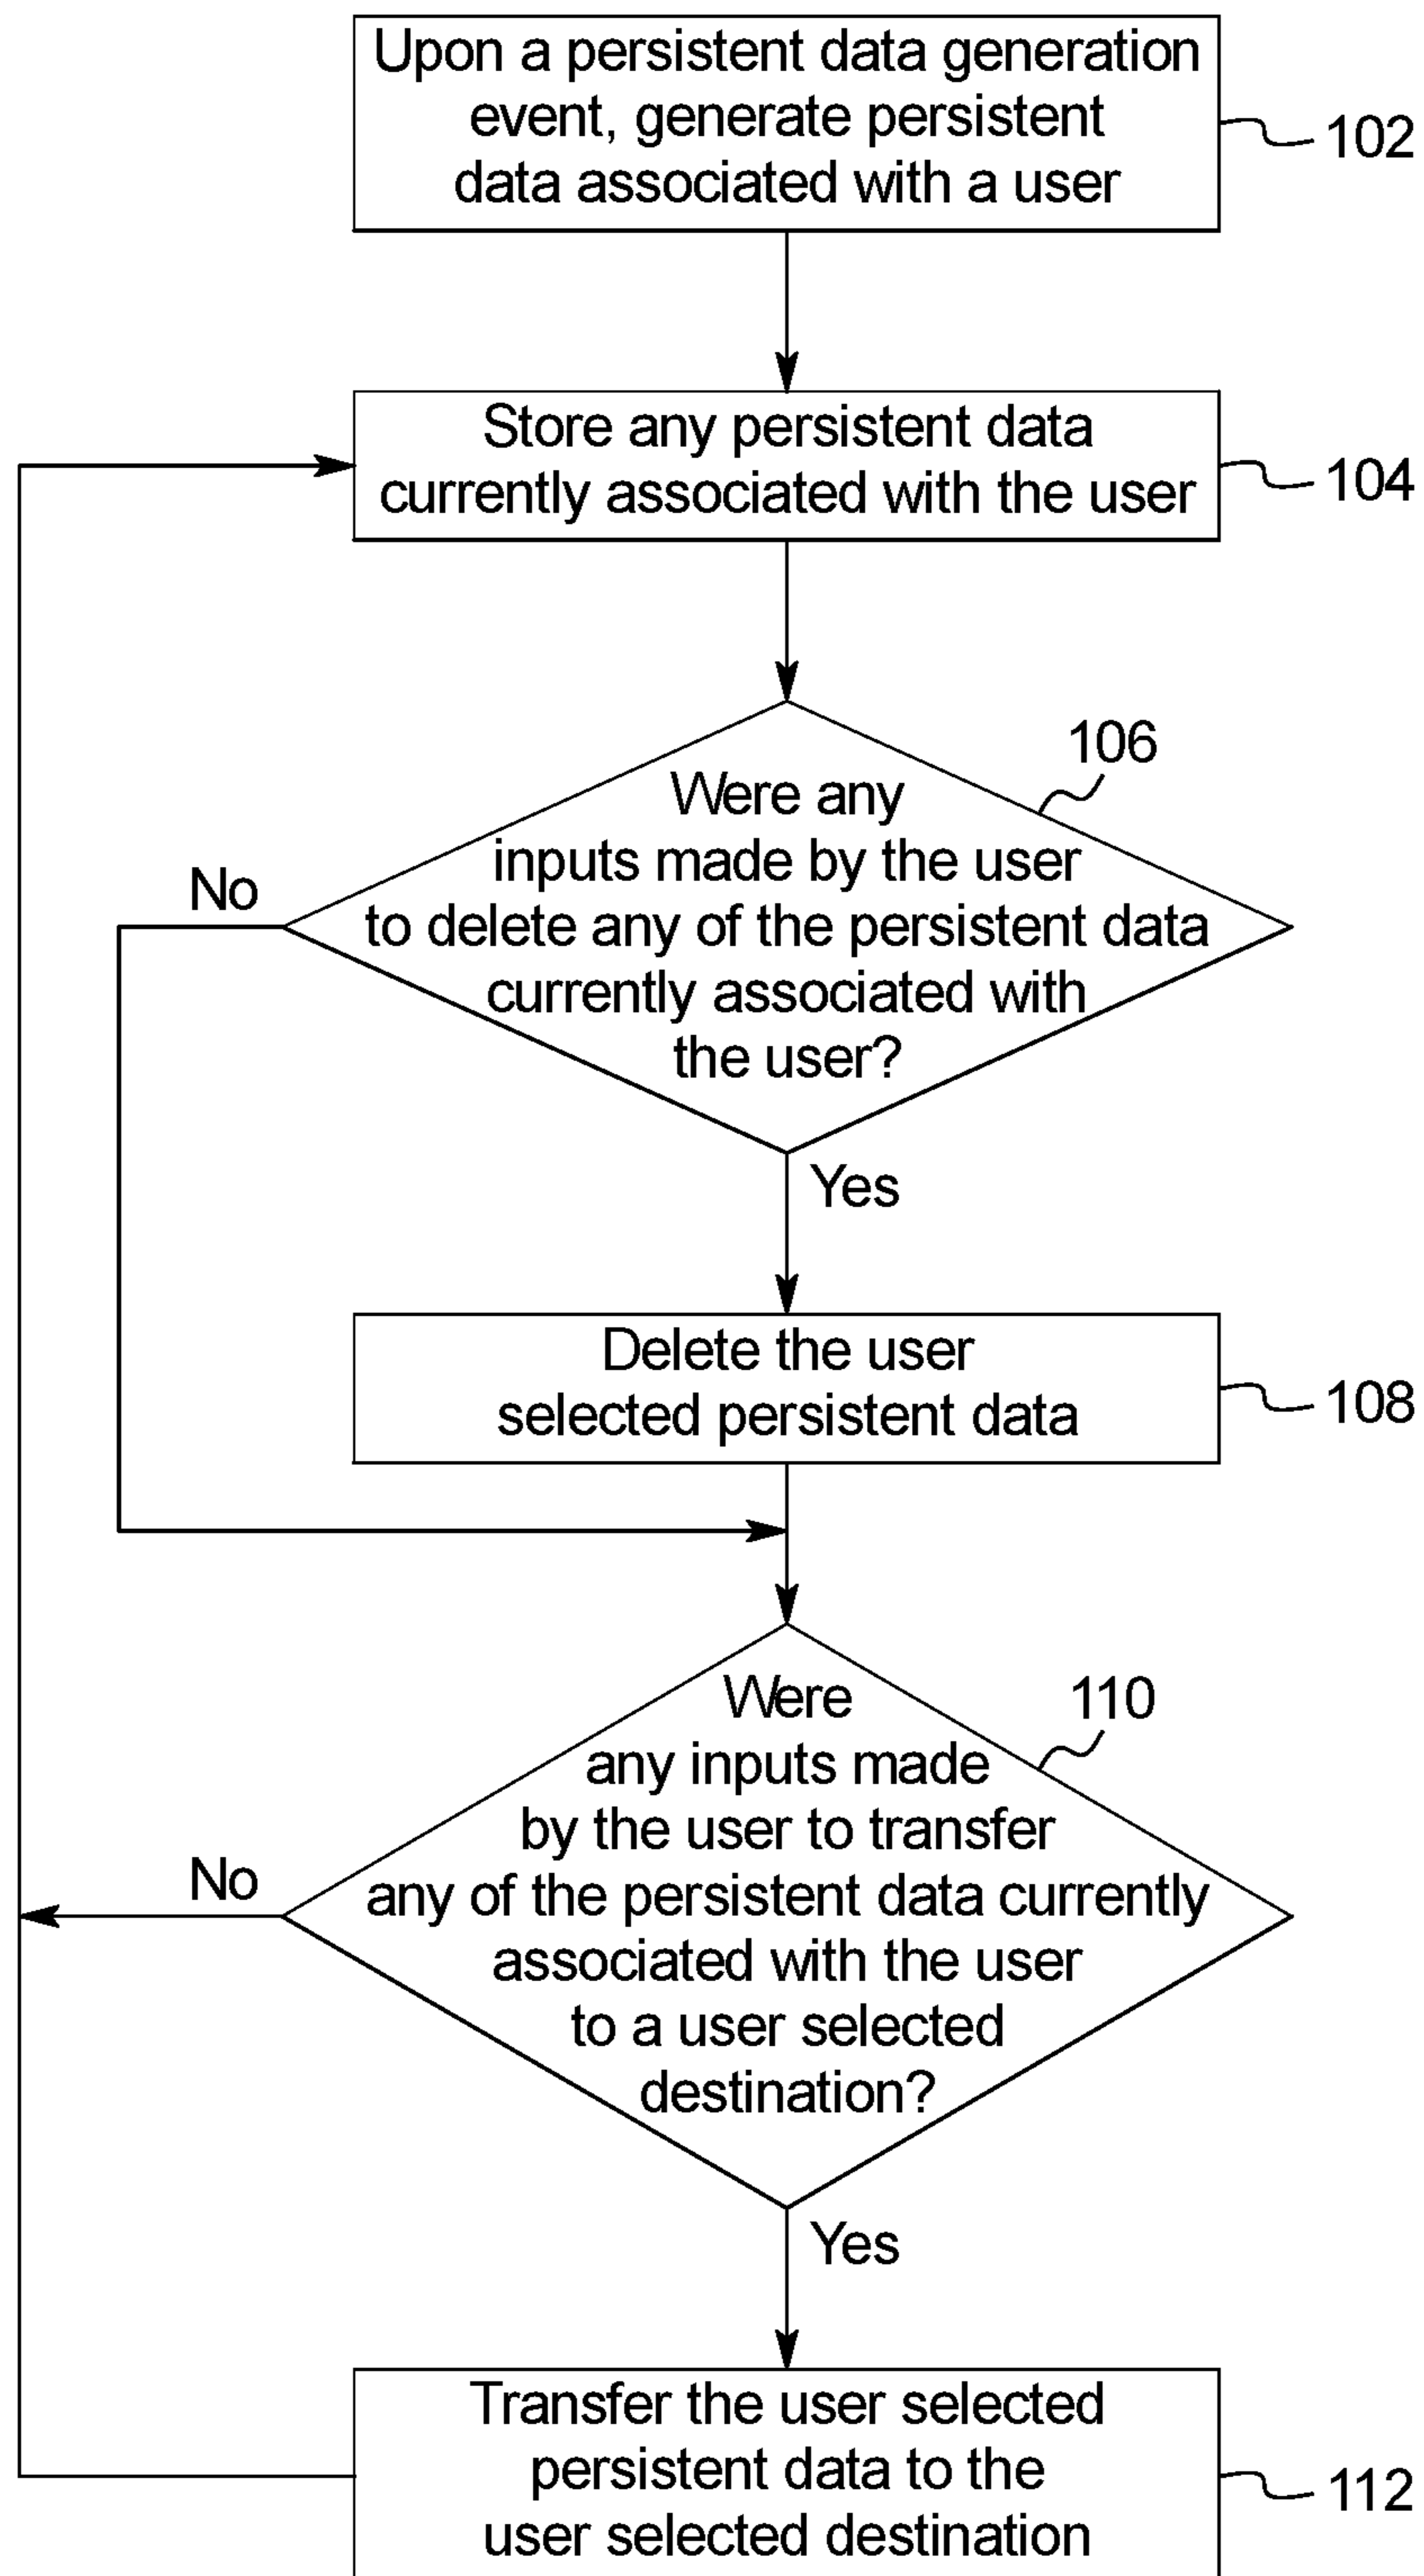 Upon a persistent data generation
event, generate persistent
data associated with a user
102
Store any persistent data
currently associated with the user
104
106
Were any
inputs made by the user
to delete any of the persistent data
currently associated with
the user?
No
Yes
Delete the user
selected persistent data
108
110
Were
any inputs made
by the user to transfer
any of the persistent data currently
associated with the user
to a user selected
destination?
No
Yes
Transfer the user selected
persistent data to the
user selected destination
112